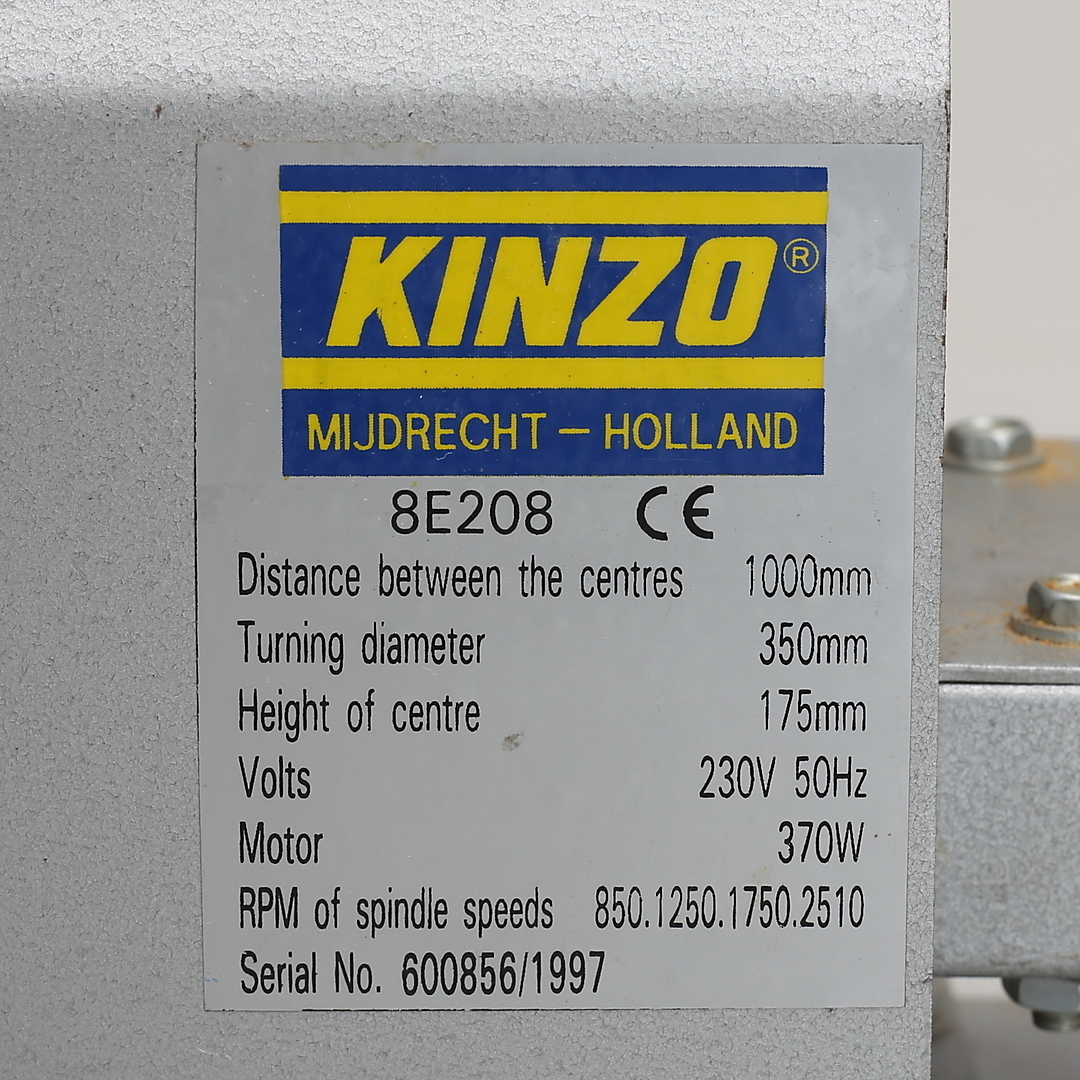 KINZO®
MIJDRECHT – HOLLAND
8E208 CE
Distance between the centres 1000mm
Turning diameter 350mm
Height of centre 175mm
Volts 230V 50Hz
Motor 370W
RPM of spindle speeds 850.1250.1750.2510
Serial No. 600856/1997